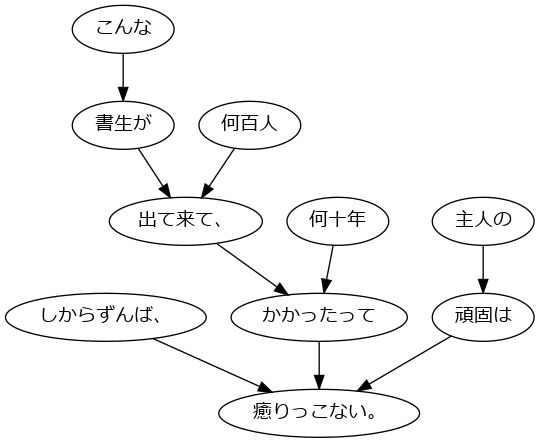 こんな
書生が
何百人
出て来て、
何十年
主人の
しからずんば、
かかったって
頑固は
癒りっこない。